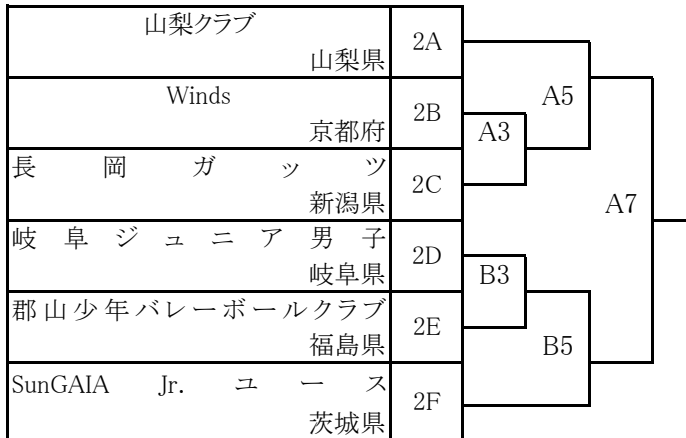 山梨クラブ
山梨県
2A
Winds
京都府
2B
長岡ガッツ
新潟県
2C
岐阜ジュニア男子
岐阜県
2D
郡山少年バレーボールクラブ
福島県
2E
SunGAIA Jr. ユース
茨城県
2F
A3
A5
B3
B5
A7